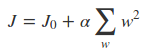 J = J₀ + α ∑ w²
w